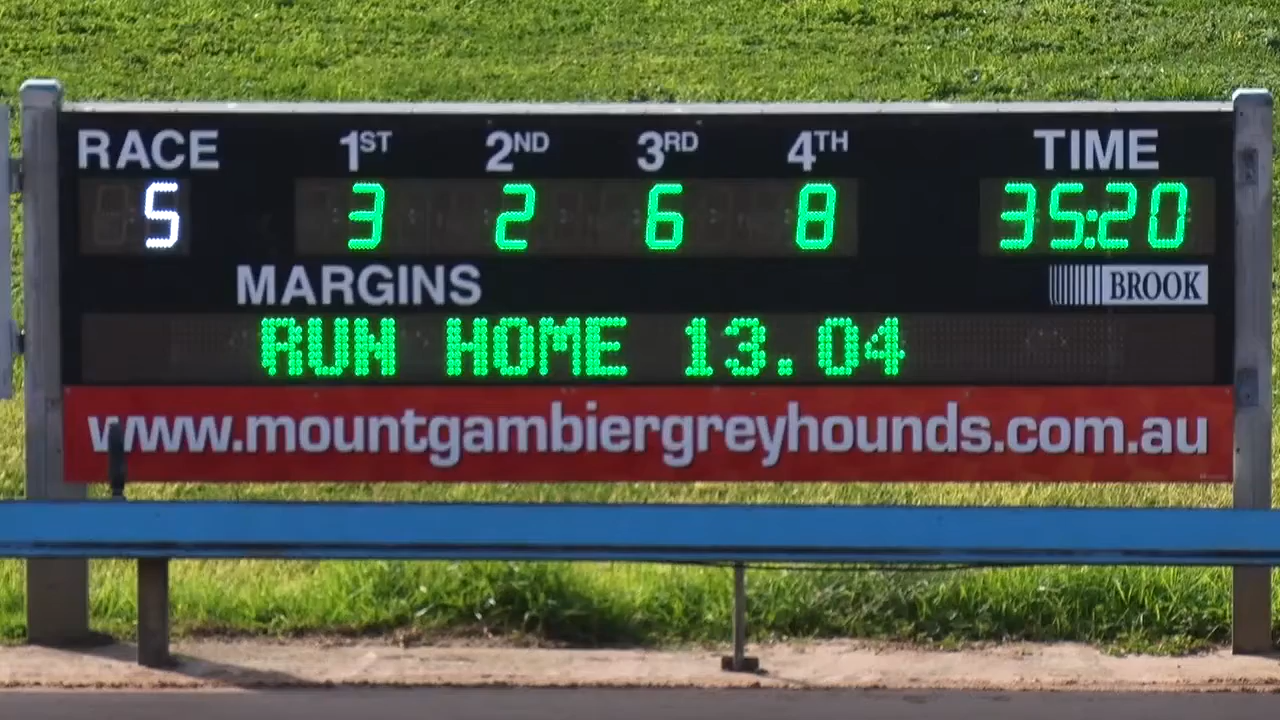 RACE 1ST 2ND 3RD 4TH TIME
5 3 2 6 8 35:20
MARGINS BROOK
RUN HOME 13.04
www.mountgambiergreyhounds.com.au